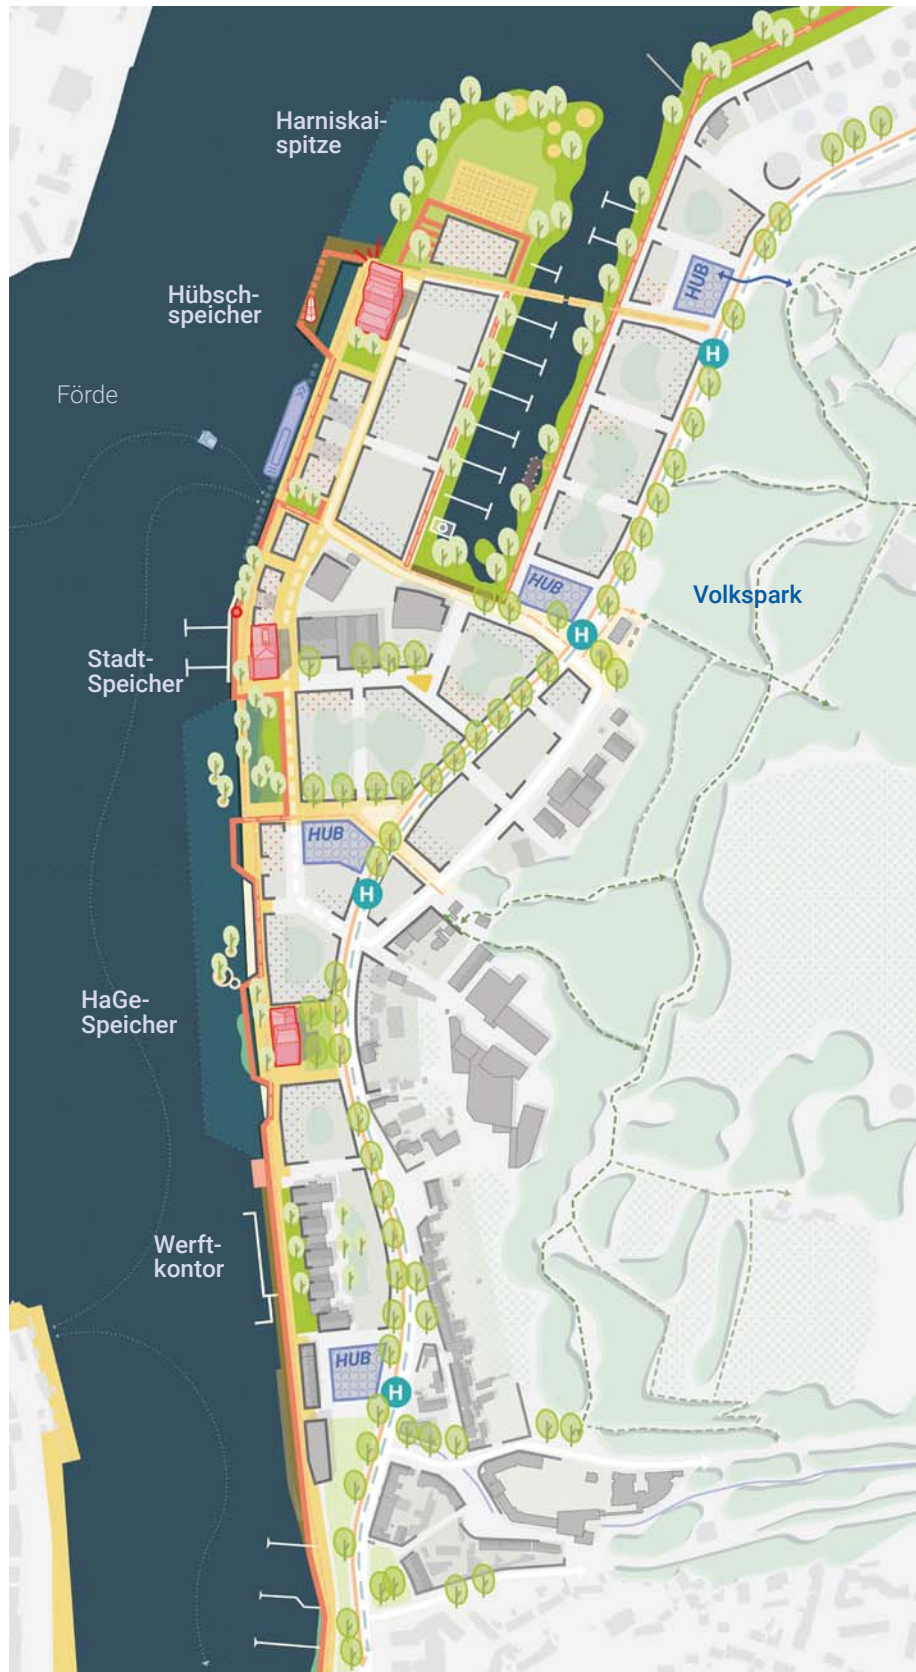 Harniskai-
spitze
HUB
Hübsch-
speicher
H
Förde
HUB
Volkspark
H
Stadt-
Speicher
HUB
H
HaGe-
Speicher
Werft-
kontor
HUB
H